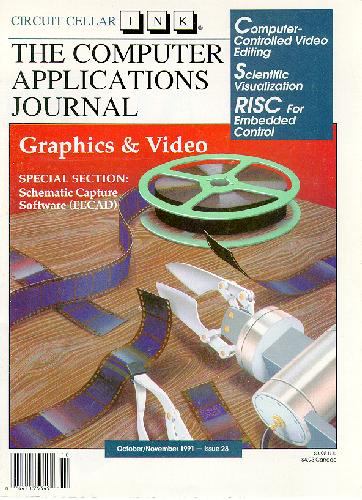 CIRCUIT CELLAR INK®
THE COMPUTER
APPLICATIONS
JOURNAL
Computer-
Controlled Video
Editing
Scientific
Visualization
RISC For
Embedded
Control
Graphics & Video
SPECIAL SECTION:
Schematic Capture
Software (EECAD)
October/November 1991 — Issue 23